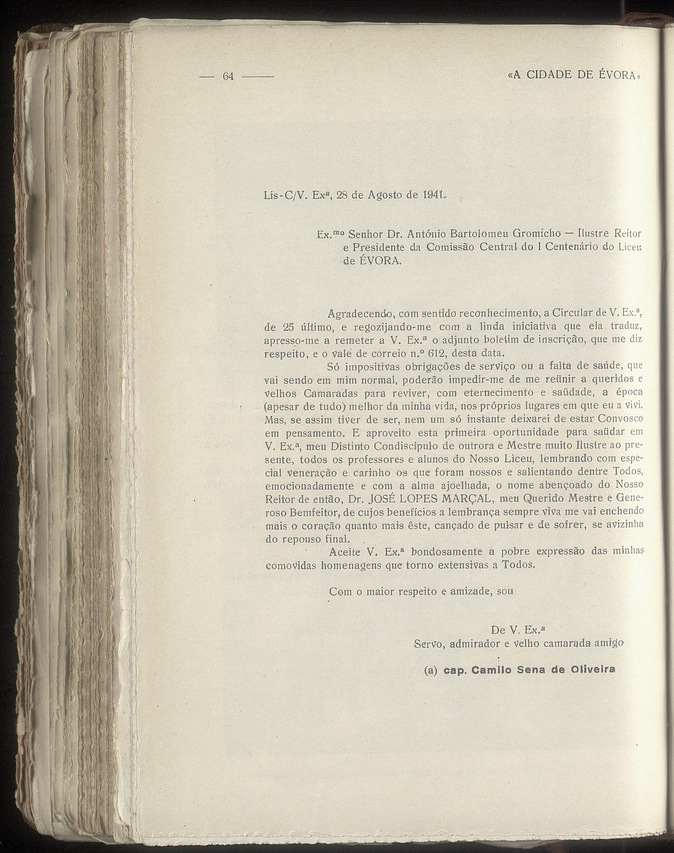 — 64 —— «A CIDADE DE ÉVORA»
Lis-C/V. Exª, 28 de Agosto de 1941.
Ex.ᵐᵒ Senhor Dr. António Bartolomeu Gromicho — Ilustre Reitor
e Presidente da Comissão Central do I Centenário do Liceu
de ÉVORA.
Agradecendo, com sentido reconhecimento, a Circular de V. Ex.ª,
de 25 último, e regozijando-me com a linda iniciativa que ela traduz,
apresso-me a remeter a V. Ex.ª o adjunto boletim de inscrição, que me diz
respeito, e o vale de correio n.º 612, desta data.
Só impositivas obrigações de serviço ou a falta de saúde, que
vai sendo em mim normal, poderão impedir-me de me reünir a queridos e
velhos Camaradas para reviver, com eternecimento e saüdade, a época
(apesar de tudo) melhor da minha vida, nos próprios lugares em que eu a vivi.
Mas, se assim tiver de ser, nem um só instante deixarei de estar Convosco
em pensamento. E aproveito esta primeira oportunidade para saüdar em
V. Ex.ª, meu Distinto Condiscípulo de outrora e Mestre muito Ilustre ao pre-
sente, todos os professores e alunos do Nosso Liceu, lembrando com espe-
cial veneração e carinho os que foram nossos e salientando dentre Todos,
emocionadamente e com a alma ajoelhada, o nome abençoado do Nosso
Reitor de então, Dr. JOSÉ LOPES MARÇAL, meu Querido Mestre e Gene-
roso Bemfeitor, de cujos benefícios a lembrança sempre viva me vai enchendo
mais o coração quanto mais êste, cançado de pulsar e de sofrer, se avizinha
do repouso final.
Aceite V. Ex.ª bondosamente a pobre expressão das minhas
comovidas homenagens que torno extensivas a Todos.
Com o maior respeito e amizade, sou
De V. Ex.ª
Servo, admirador e velho camarada amigo
(a) cap. Camilo Sena de Oliveira